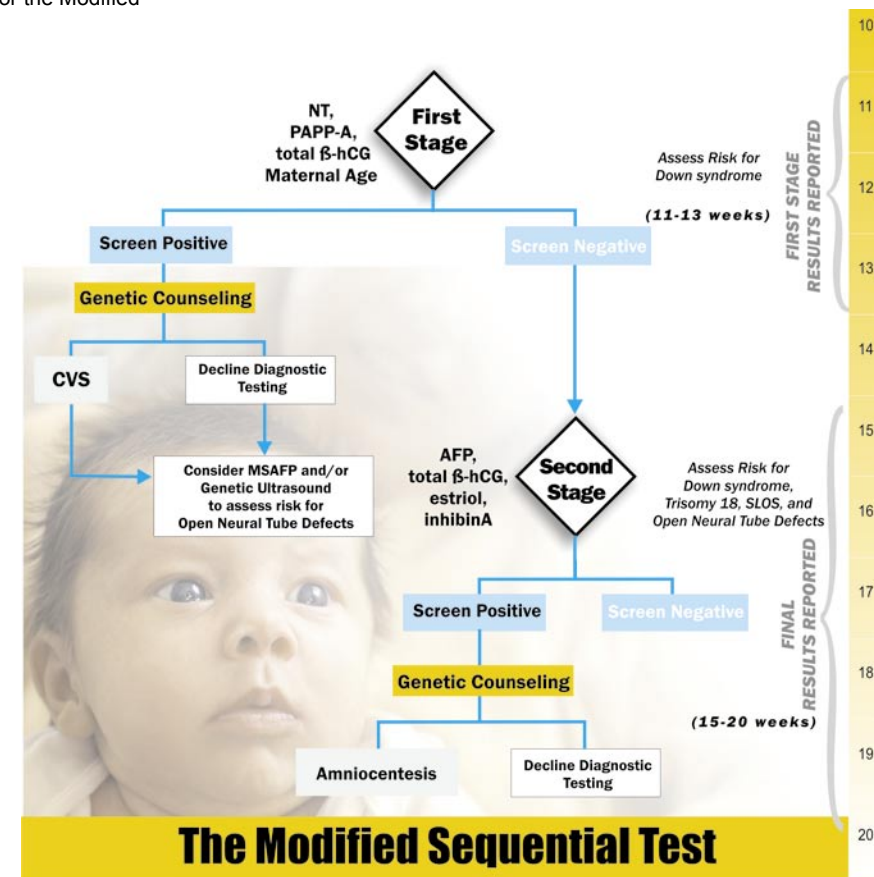 or the Modified
10
11
12
13
14
15
16
17
18
19
20
First
Stage
NT,
PAPP-A,
total ß-hCG
Maternal Age
Assess Risk for
Down syndrome
(11-13 weeks)
FIRST STAGE
RESULTS REPORTED
Screen Positive
Screen Negative
Genetic Counseling
CVS
Decline Diagnostic
Testing
Consider MSAFP and/or
Genetic Ultrasound
to assess risk for
Open Neural Tube Defects
AFP,
total ß-hCG,
estriol,
inhibinA
Second
Stage
Assess Risk for
Down syndrome,
Trisomy 18, SLOS, and
Open Neural Tube Defects
FINAL
RESULTS REPORTED
Screen Positive
Screen Negative
Genetic Counseling
(15-20 weeks)
Amniocentesis
Decline Diagnostic
Testing
The Modified Sequential Test